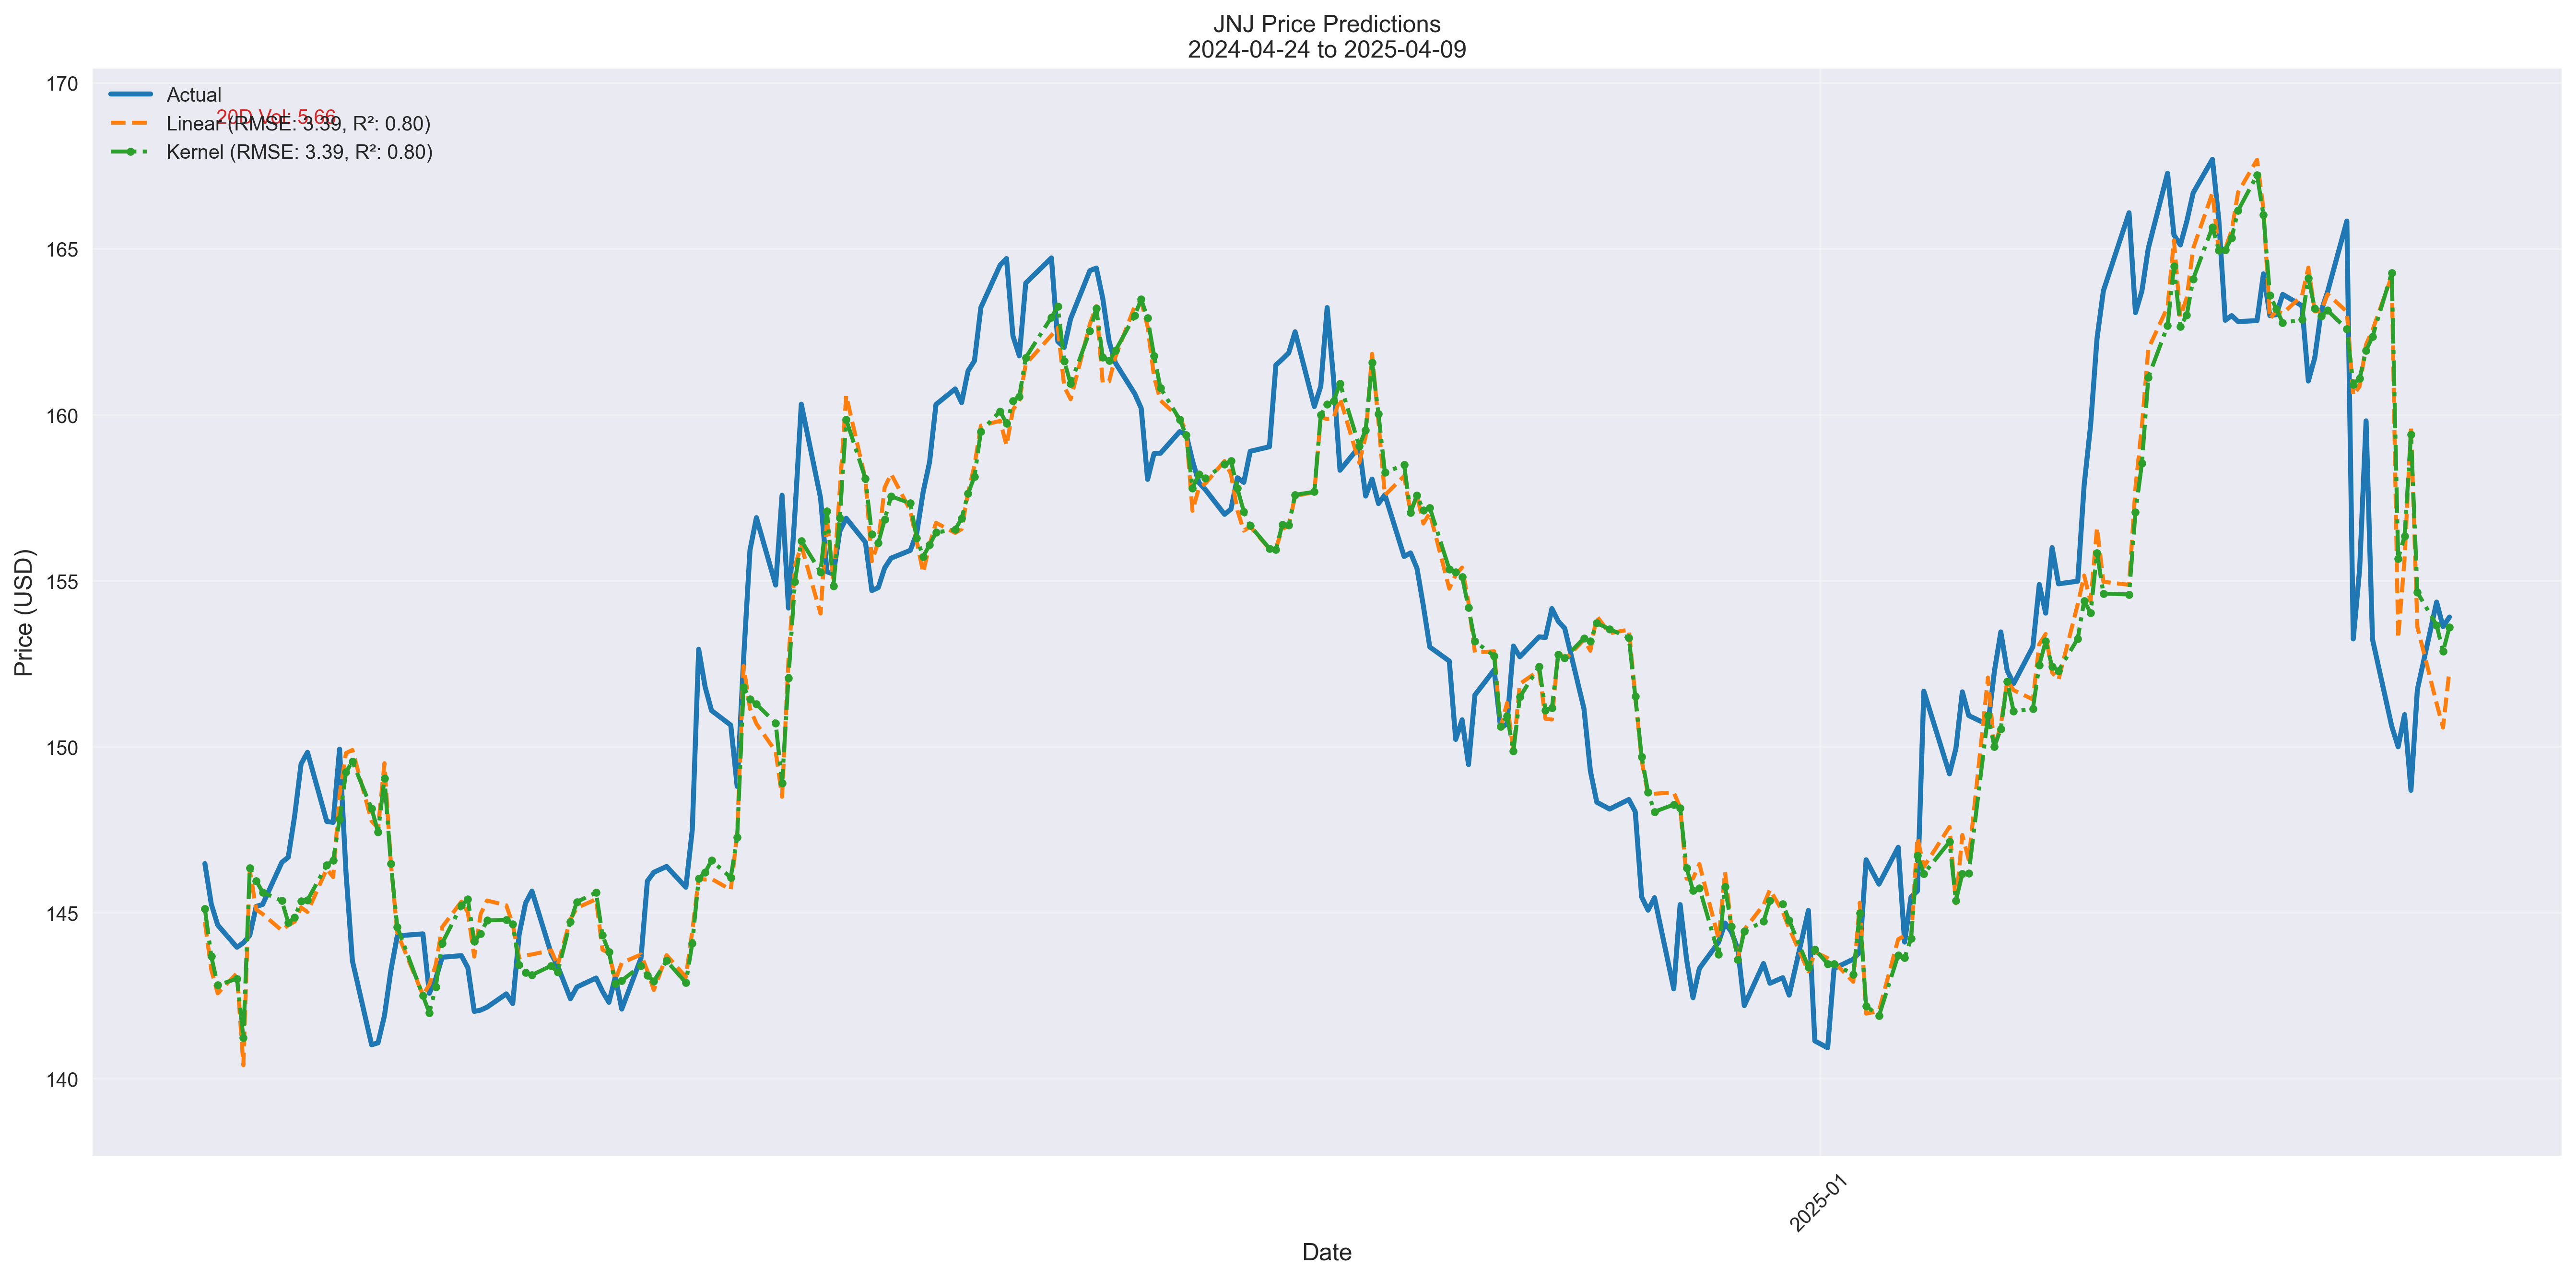 JNJ Price Predictions
2024-04-24 to 2025-04-09
170
165
160
155
150
145
140
Price (USD)
Actual
20D Vol: 5.66
Linear (RMSE: 3.39, R²: 0.80)
Kernel (RMSE: 3.39, R²: 0.80)
2025-01
Date